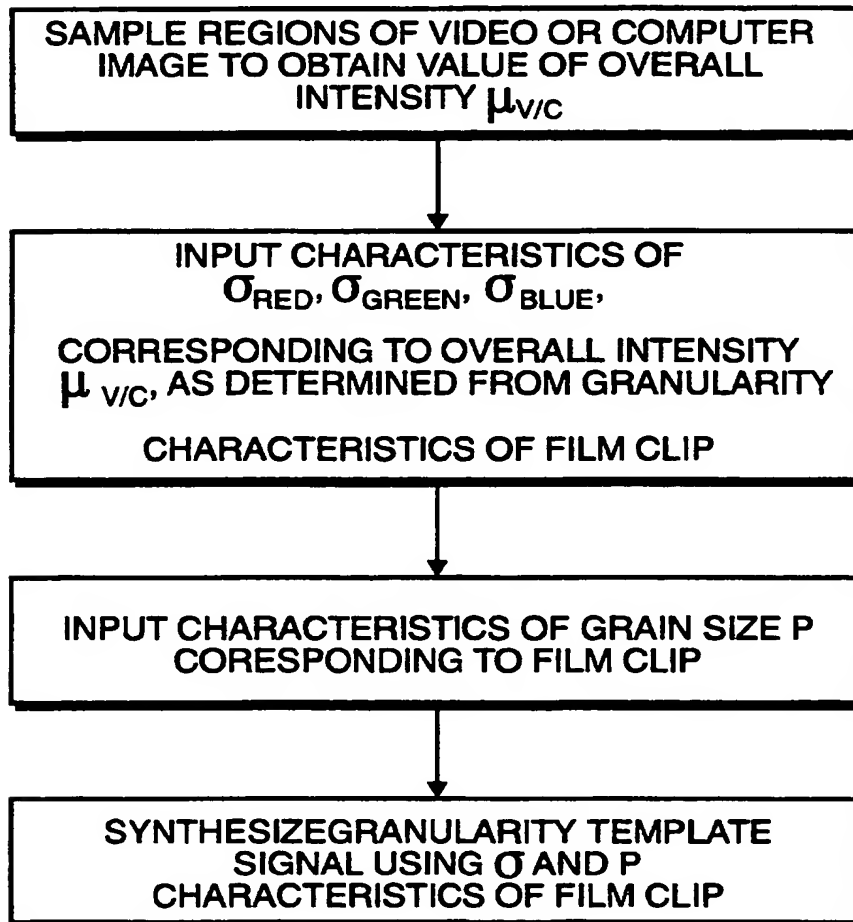 SAMPLE REGIONS OF VIDEO OR COMPUTER
IMAGE TO OBTAIN VALUE OF OVERALL
INTENSITY μV/C
INPUT CHARACTERISTICS OF
σRED, σGREEN, σBLUE,
CORRESPONDING TO OVERALL INTENSITY
μ V/C, AS DETERMINED FROM GRANULARITY
CHARACTERISTICS OF FILM CLIP
INPUT CHARACTERISTICS OF GRAIN SIZE P
CORESPONDING TO FILM CLIP
SYNTHESIZEGRANULARITY TEMPLATE
SIGNAL USING σ AND P
CHARACTERISTICS OF FILM CLIP